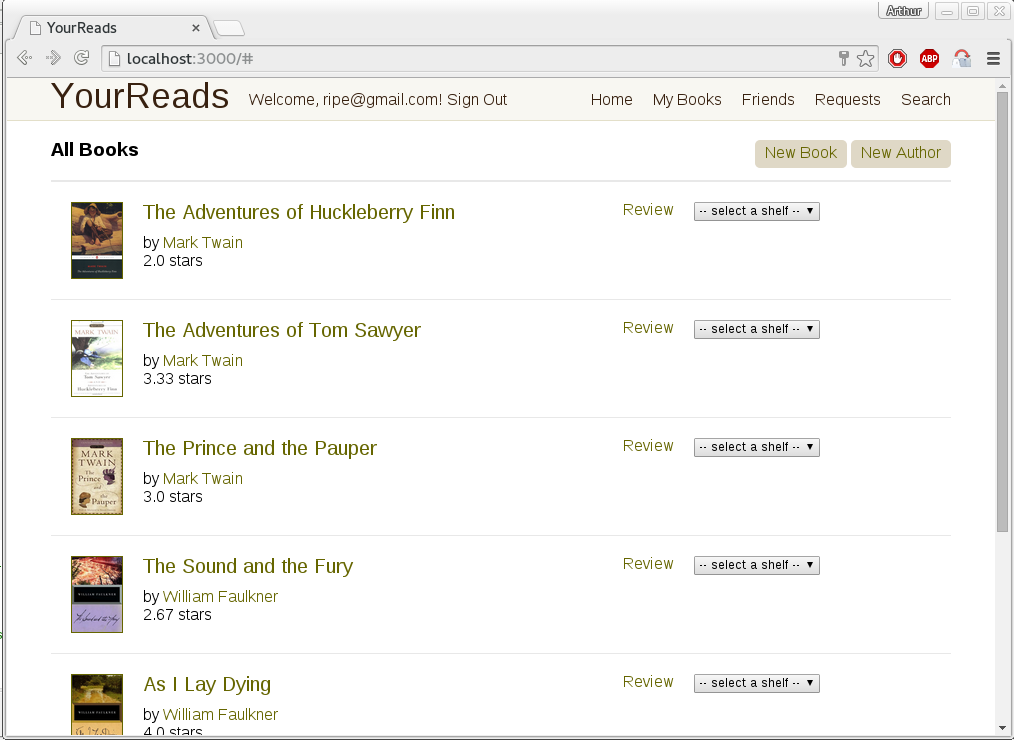 Arthur
YourReads
localhost:3000/#
ABP
YourReads Welcome, ripe@gmail.com! Sign Out Home My Books Friends Requests Search
All Books New Book New Author
The Adventures of Huckleberry Finn Review -- select a shelf --
by Mark Twain
2.0 stars
The Adventures of Tom Sawyer Review -- select a shelf --
MARK TWAIN
by Mark Twain
3.33 stars
Tom Sawyer
Huckleberry Finn
The Prince and the Pauper Review -- select a shelf --
MARK TWAIN
The Prince and the Pauper
by Mark Twain
3.0 stars
The Sound and the Fury Review -- select a shelf --
WILLIAM FAULKNER
by William Faulkner
2.67 stars
As I Lay Dying Review -- select a shelf --
by William Faulkner
4.0 stars